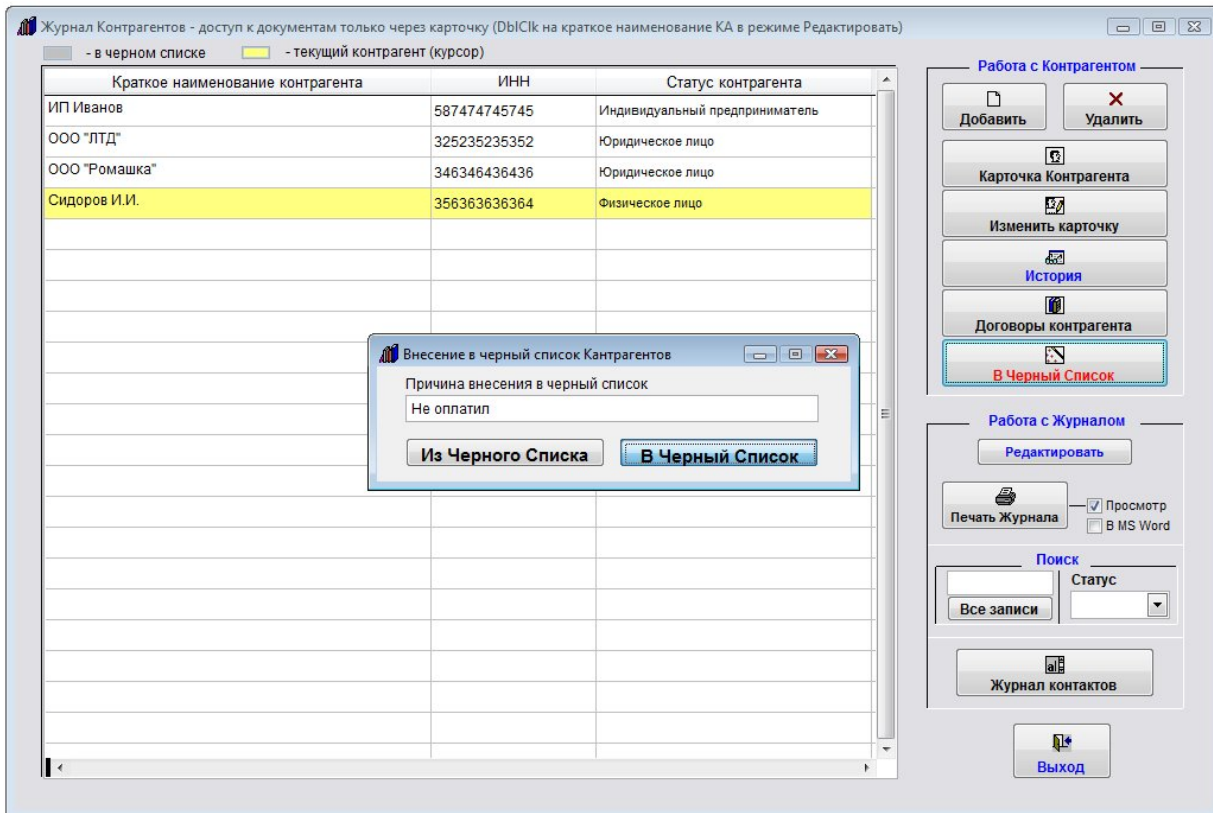 Журнал Контрагентов - доступ к документам только через карточку (DblClk на краткое наименование КА в режиме Редактировать)
- в черном списке - текущий контрагент (курсор)
Краткое наименование контрагента ИНН Статус контрагента
ИП Иванов 587474745745 Индивидуальный предприниматель
ООО "ЛТД" 325235235352 Юридическое лицо
ООО "Ромашка" 346346436436 Юридическое лицо
Сидоров И.И. 356363636364 Физическое лицо
Внесение в черный список Кантрагентов
Причина внесения в черный список
Не оплатил
Из Черного Списка В Черный Список
Работа с Контрагентом
Добавить Удалить
Карточка Контрагента
Изменить карточку
История
Договоры контрагента
В Черный Список
Работа с Журналом
Редактировать
Печать Журнала
Просмотр
В MS Word
Поиск
Статус
Все записи
Журнал контактов
Выход